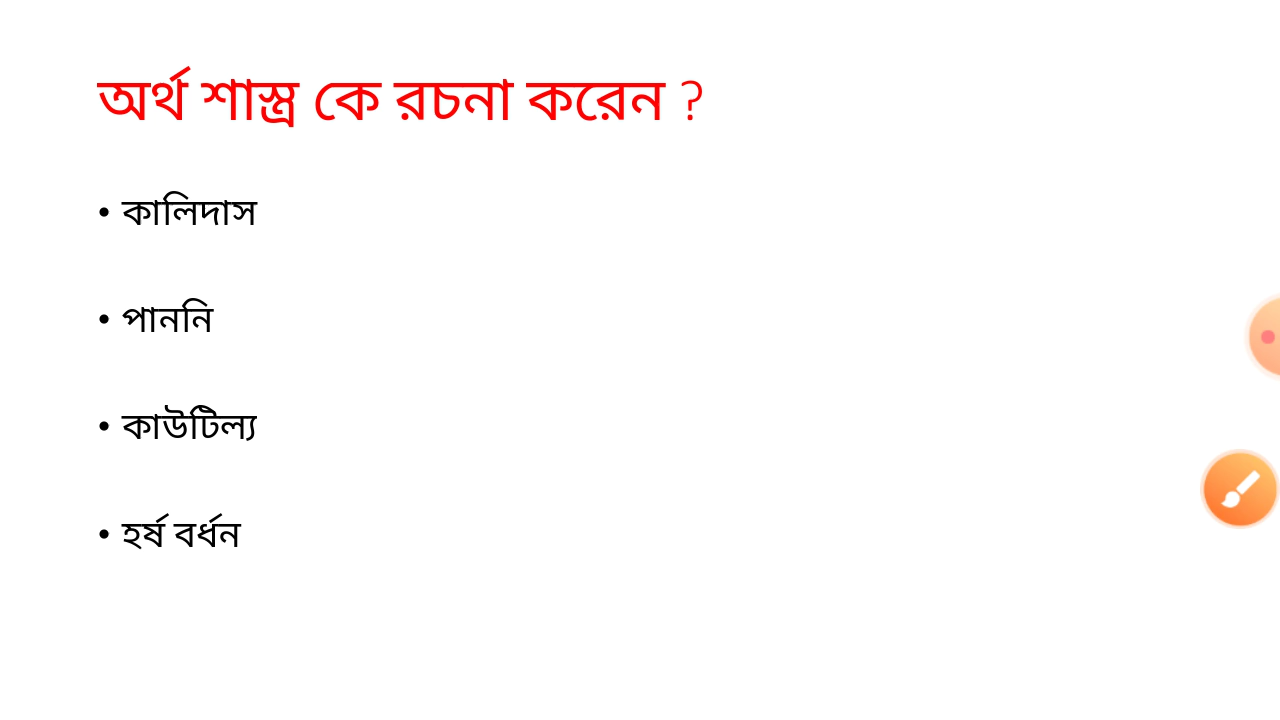 অর্থ শাস্ত্র কে রচনা করেন ?
• কালিদাস
• পাননি
• কাউটিল্য
• হর্ষ বর্ধন